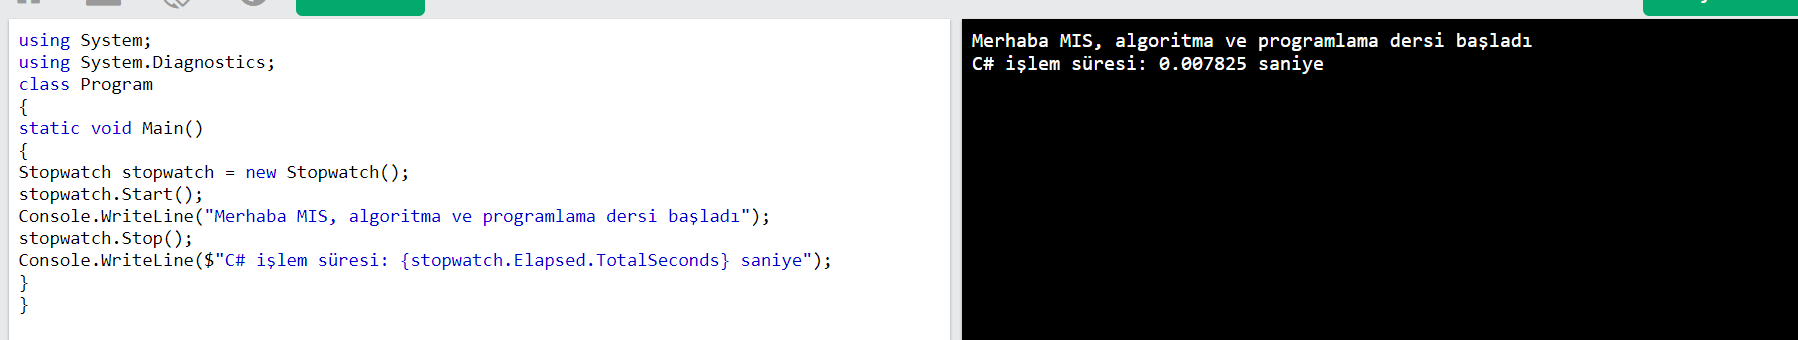 using System;
using System.Diagnostics;
class Program
{
static void Main()
{
Stopwatch stopwatch = new Stopwatch();
stopwatch.Start();
Console.WriteLine("Merhaba MIS, algoritma ve programlama dersi başladı");
stopwatch.Stop();
Console.WriteLine($"C# işlem süresi: {stopwatch.Elapsed.TotalSeconds} saniye");
}
}
Merhaba MIS, algoritma ve programlama dersi başladı
C# işlem süresi: 0.007825 saniye